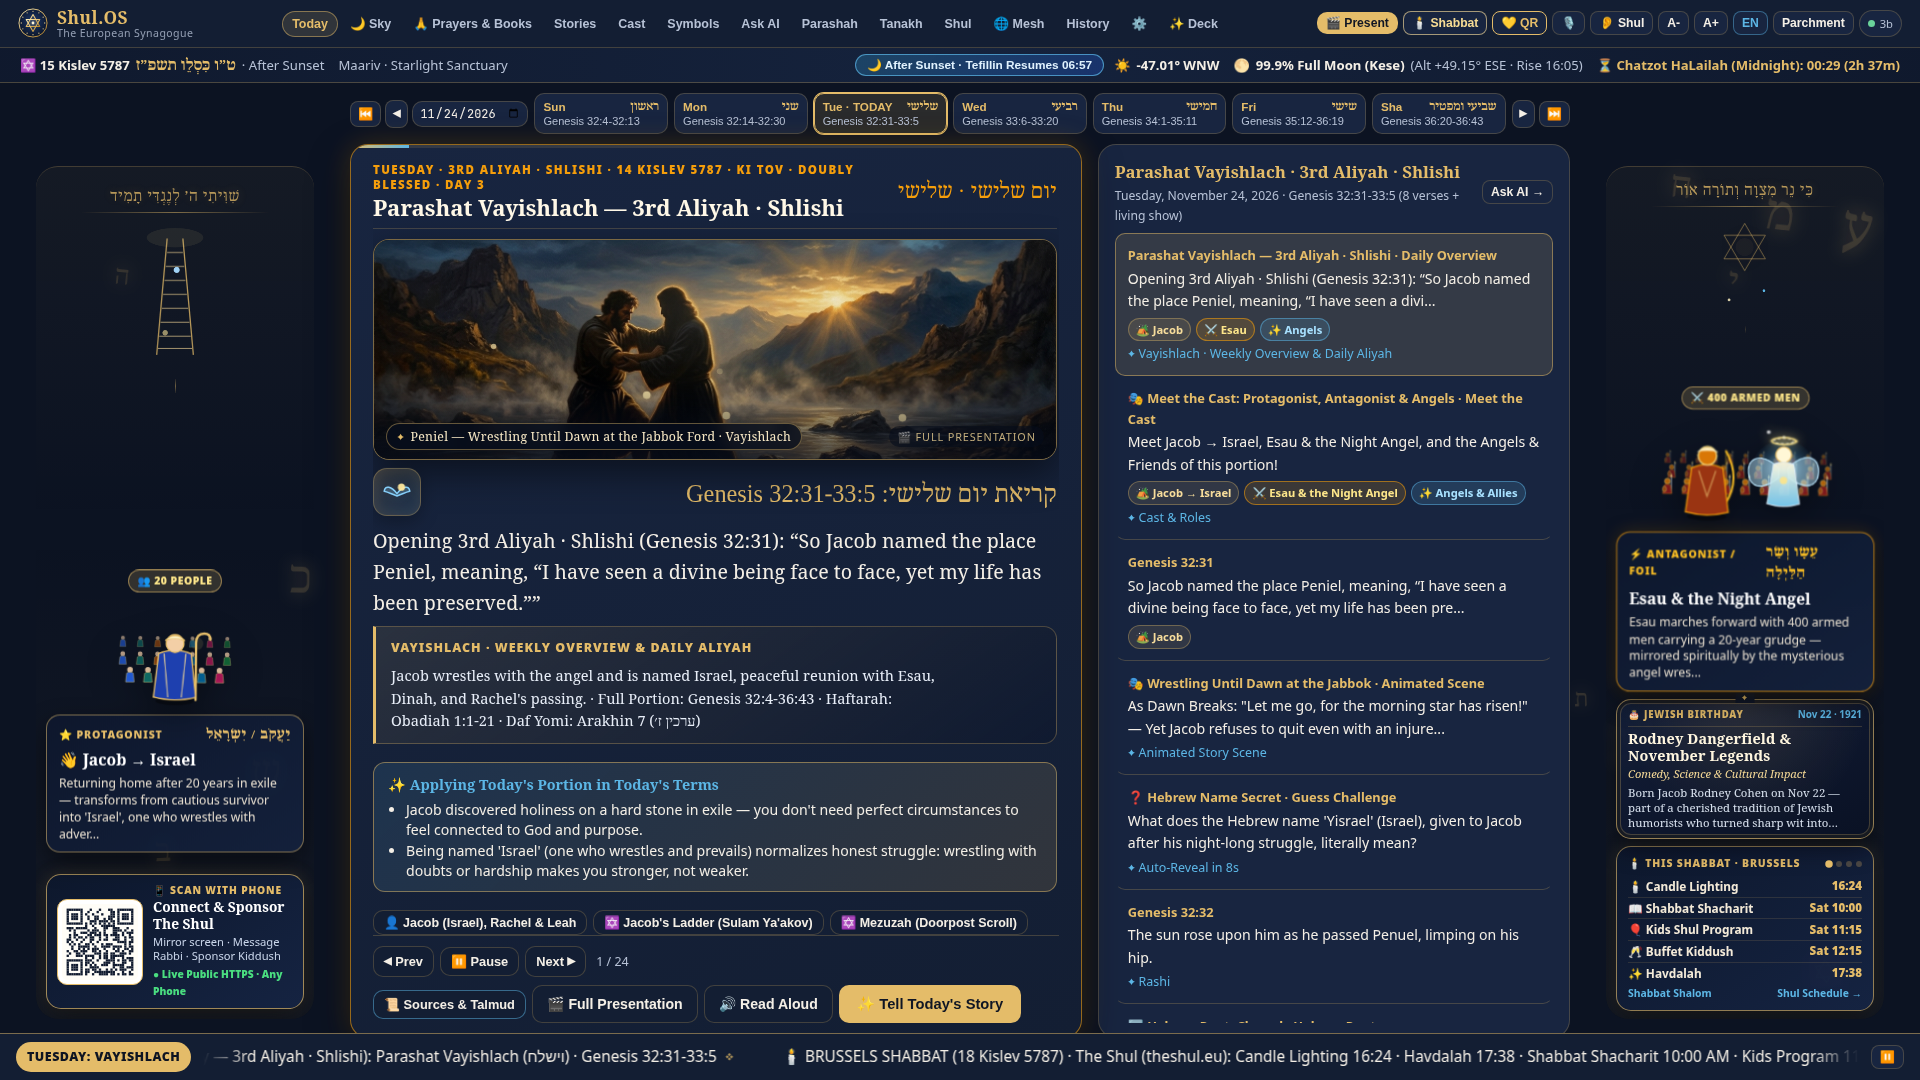 Shul.OS
The European Synagogue
Today
🌙 Sky
🙏 Prayers & Books
Stories
Cast
Symbols
Ask AI
Parashah
Tanakh
Shul
🌐 Mesh
History
⚙️
✨ Deck
🎬 Present
🕯️ Shabbat
💛 QR
🎙️
👂 Shul
A-
A+
EN
Parchment
3b
🔯 15 Kislev 5787 ט״ו כִּסְלֵו תשפ״ז · After Sunset
Maariv · Starlight Sanctuary
🌙 After Sunset · Tefillin Resumes 06:57
☀️ -47.01° WNW
🌕 99.9% Full Moon (Kese) (Alt +49.15° ESE · Rise 16:05)
⏳ Chatzot HaLailah (Midnight): 00:29 (2h 37m)
⏪
◀
11/24/2026
Sun ראשון
Genesis 32:4-32:13
Mon שני
Genesis 32:14-32:30
Tue · TODAY שלישי
Genesis 32:31-33:5
Wed רביעי
Genesis 33:6-33:20
Thu חמישי
Genesis 34:1-35:11
Fri שישי
Genesis 35:12-36:19
Sha שביעי ומפטיר
Genesis 36:20-36:43
▶
⏩
שִׁוִּיתִי ה׳ לְנֶגְדִּי תָמִיד
ה
כ
👥 20 PEOPLE
⭐ PROTAGONIST יַעֲקֹב / יִשְׂרָאֵל
👋 Jacob → Israel
Returning home after 20 years in exile
— transforms from cautious survivor
into 'Israel', one who wrestles with
adver...
📱 SCAN WITH PHONE
Connect & Sponsor
The Shul
Mirror screen · Message
Rabbi · Sponsor Kiddush
● Live Public HTTPS · Any
Phone
TUESDAY · 3RD ALIYAH · SHLISHI · 14 KISLEV 5787 · KI TOV · DOUBLY
BLESSED · DAY 3
Parashat Vayishlach — 3rd Aliyah · Shlishi
יום שלישי · שלישי
✦ Peniel — Wrestling Until Dawn at the Jabbok Ford · Vayishlach
🎬 FULL PRESENTATION
קריאת יום שלישי: Genesis 32:31-33:5
Opening 3rd Aliyah · Shlishi (Genesis 32:31): “So Jacob named the place
Peniel, meaning, “I have seen a divine being face to face, yet my life has
been preserved.””
VAYISHLACH · WEEKLY OVERVIEW & DAILY ALIYAH
Jacob wrestles with the angel and is named Israel, peaceful reunion with Esau,
Dinah, and Rachel's passing. · Full Portion: Genesis 32:4-36:43 · Haftarah:
Obadiah 1:1-21 · Daf Yomi: Arakhin 7 (ערכין ז׳)
✨ Applying Today's Portion in Today's Terms
• Jacob discovered holiness on a hard stone in exile — you don't need perfect circumstances to
feel connected to God and purpose.
• Being named 'Israel' (one who wrestles and prevails) normalizes honest struggle: wrestling with
doubts or hardship makes you stronger, not weaker.
👤 Jacob (Israel), Rachel & Leah
🔯 Jacob's Ladder (Sulam Ya'akov)
🔯 Mezuzah (Doorpost Scroll)
◀ Prev
⏸️ Pause
Next ▶
1 / 24
📜 Sources & Talmud
🎬 Full Presentation
🔊 Read Aloud
✨ Tell Today's Story
Parashat Vayishlach · 3rd Aliyah · Shlishi
Tuesday, November 24, 2026 · Genesis 32:31-33:5 (8 verses +
living show)
Ask AI →
Parashat Vayishlach — 3rd Aliyah · Shlishi · Daily Overview
Opening 3rd Aliyah · Shlishi (Genesis 32:31): “So Jacob named
the place Peniel, meaning, “I have seen a divi...
🏕️ Jacob
⚔️ Esau
✨ Angels
✦ Vayishlach · Weekly Overview & Daily Aliyah
🎭 Meet the Cast: Protagonist, Antagonist & Angels · Meet the
Cast
Meet Jacob → Israel, Esau & the Night Angel, and the Angels &
Friends of this portion!
🏕️ Jacob → Israel
⚔️ Esau & the Night Angel
✨ Angels & Allies
✦ Cast & Roles
Genesis 32:31
So Jacob named the place Peniel, meaning, “I have seen a
divine being face to face, yet my life has been pre...
🏕️ Jacob
🎭 Wrestling Until Dawn at the Jabbok · Animated Scene
As Dawn Breaks: "Let me go, for the morning star has risen!"
— Yet Jacob refuses to quit even with an injure...
✦ Animated Story Scene
❓ Hebrew Name Secret · Guess Challenge
What does the Hebrew name 'Yisrael' (Israel), given to Jacob
after his night-long struggle, literally mean?
✦ Auto-Reveal in 8s
Genesis 32:32
The sun rose upon him as he passed Penuel, limping on his
hip.
✦ Rashi
כִּי נֵר מִצְוָה וְתוֹרָה אוֹר
ה
מ
ע
י
ת
⚔️ 400 ARMED MEN
⚡ ANTAGONIST /
FOIL
עֵשָׂו וְשַׂר
הַלַּיְלָה
Esau & the Night Angel
Esau marches forward with 400 armed
men carrying a 20-year grudge —
mirrored spiritually by the mysterious
angel wres...
🎂 JEWISH BIRTHDAY Nov 22 · 1921
Rodney Dangerfield &
November Legends
Comedy, Science & Cultural Impact
Born Jacob Rodney Cohen on Nov 22 —
part of a cherished tradition of Jewish
humorists who turned sharp wit into...
🕯️ THIS SHABBAT · BRUSSELS
🕯️ Candle Lighting 16:24
📖 Shabbat Shacharit Sat 10:00
🎈 Kids Shul Program Sat 11:15
🥂 Buffet Kiddush Sat 12:15
✨ Havdalah 17:38
Shabbat Shalom Shul Schedule →
TUESDAY: VAYISHLACH
— 3rd Aliyah · Shlishi): Parashat Vayishlach (וישלח) · Genesis 32:31-33:5
🕯️ BRUSSELS SHABBAT (18 Kislev 5787) · The Shul (theshul.eu): Candle Lighting 16:24 · Havdalah 17:38 · Shabbat Shacharit 10:00 AM · Kids Program
⏸️